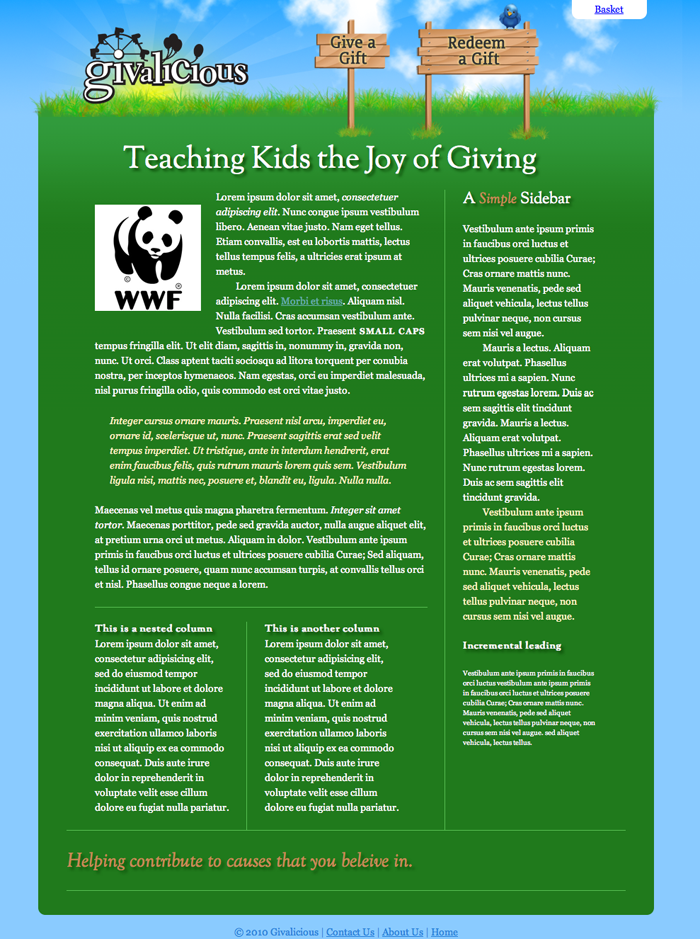 Basket
givalicious
Give a
Gift
Redeem
a Gift
Teaching Kids the Joy of Giving
WWF
©
®
Lorem ipsum dolor sit amet, consectetuer
adipiscing elit. Nunc congue ipsum vestibulum
libero. Aenean vitae justo. Nam eget tellus.
Etiam convallis, est eu lobortis mattis, lectus
tellus tempus felis, a ultricies erat ipsum at
metus.
Lorem ipsum dolor sit amet, consectetuer
adipiscing elit. Morbi et risus. Aliquam nisl.
Nulla facilisi. Cras accumsan vestibulum ante.
Vestibulum sed tortor. Praesent SMALL CAPS
tempus fringilla elit. Ut elit diam, sagittis in, nonummy in, gravida non,
nunc. Ut orci. Class aptent taciti sociosqu ad litora torquent per conubia
nostra, per inceptos hymenaeos. Nam egestas, orci eu imperdiet malesuada,
nisl purus fringilla odio, quis commodo est orci vitae justo.
Integer cursus ornare mauris. Praesent nisl arcu, imperdiet eu,
ornare id, scelerisque ut, nunc. Praesent sagittis erat sed velit
tempus imperdiet. Ut tristique, ante in interdum hendrerit, erat
enim faucibus felis, quis rutrum mauris lorem quis sem. Vestibulum
ligula nisi, mattis nec, posuere et, blandit eu, ligula. Nulla nulla.
Maecenas vel metus quis magna pharetra fermentum. Integer sit amet
tortor. Maecenas porttitor, pede sed gravida auctor, nulla augue aliquet elit,
at pretium urna orci ut metus. Aliquam in dolor. Vestibulum ante ipsum
primis in faucibus orci luctus et ultrices posuere cubilia Curae; Sed aliquam,
tellus id ornare posuere, quam nunc accumsan turpis, at convallis tellus orci
et nisl. Phasellus congue neque a lorem.
This is a nested column
Lorem ipsum dolor sit amet,
consectetur adipisicing elit,
sed do eiusmod tempor
incididunt ut labore et dolore
magna aliqua. Ut enim ad
minim veniam, quis nostrud
exercitation ullamco laboris
nisi ut aliquip ex ea commodo
consequat. Duis aute irure
dolor in reprehenderit in
voluptate velit esse cillum
dolore eu fugiat nulla pariatur.
This is another column
Lorem ipsum dolor sit amet,
consectetur adipisicing elit,
sed do eiusmod tempor
incididunt ut labore et dolore
magna aliqua. Ut enim ad
minim veniam, quis nostrud
exercitation ullamco laboris
nisi ut aliquip ex ea commodo
consequat. Duis aute irure
dolor in reprehenderit in
voluptate velit esse cillum
dolore eu fugiat nulla pariatur.
A Simple Sidebar
Vestibulum ante ipsum primis
in faucibus orci luctus et
ultrices posuere cubilia Curae;
Cras ornare mattis nunc.
Mauris venenatis, pede sed
aliquet vehicula, lectus tellus
pulvinar neque, non cursus
sem nisi vel augue.
Mauris a lectus. Aliquam
erat volutpat. Phasellus
ultrices mi a sapien. Nunc
rutrum egestas lorem. Duis ac
sem sagittis elit tincidunt
gravida. Mauris a lectus.
Aliquam erat volutpat.
Phasellus ultrices mi a sapien.
Nunc rutrum egestas lorem.
Duis ac sem sagittis elit
tincidunt gravida.
Vestibulum ante ipsum
primis in faucibus orci luctus
et ultrices posuere cubilia
Curae; Cras ornare mattis
nunc. Mauris venenatis, pede
sed aliquet vehicula, lectus
tellus pulvinar neque, non
cursus sem nisi vel augue.
Incremental leading
Vestibulum ante ipsum primis in faucibus
orci luctus vestibulum ante ipsum primis
in faucibus orci luctus et ultrices posuere
cubilia Curae; Cras ornare mattis nunc.
Mauris venenatis, pede sed aliquet
vehicula, lectus tellus pulvinar neque, non
cursus sem nisi vel augue. sed aliquet
vehicula, lectus tellus.
Helping contribute to causes that you beleive in.
© 2010 Givalicious | Contact Us | About Us | Home